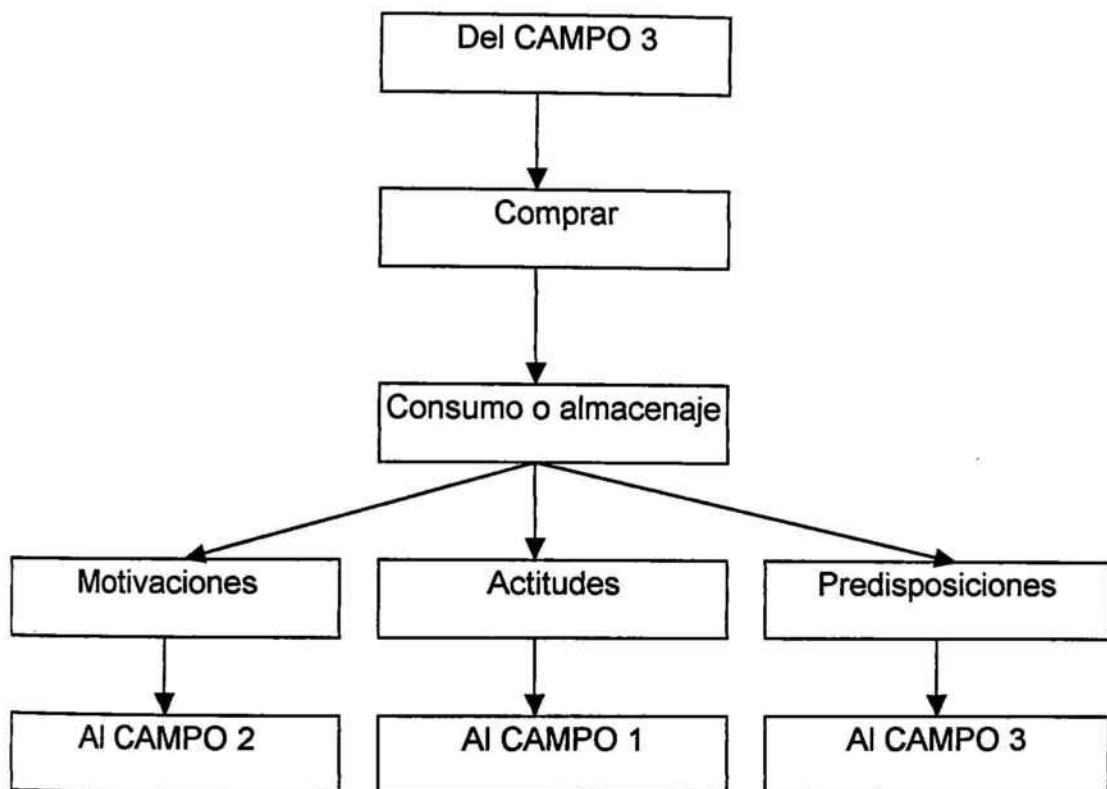 Del CAMPO 3
Comprar
Consumo o almacenaje
Motivaciones
Actitudes
Predisposiciones
Al CAMPO 2
Al CAMPO 1
Al CAMPO 3